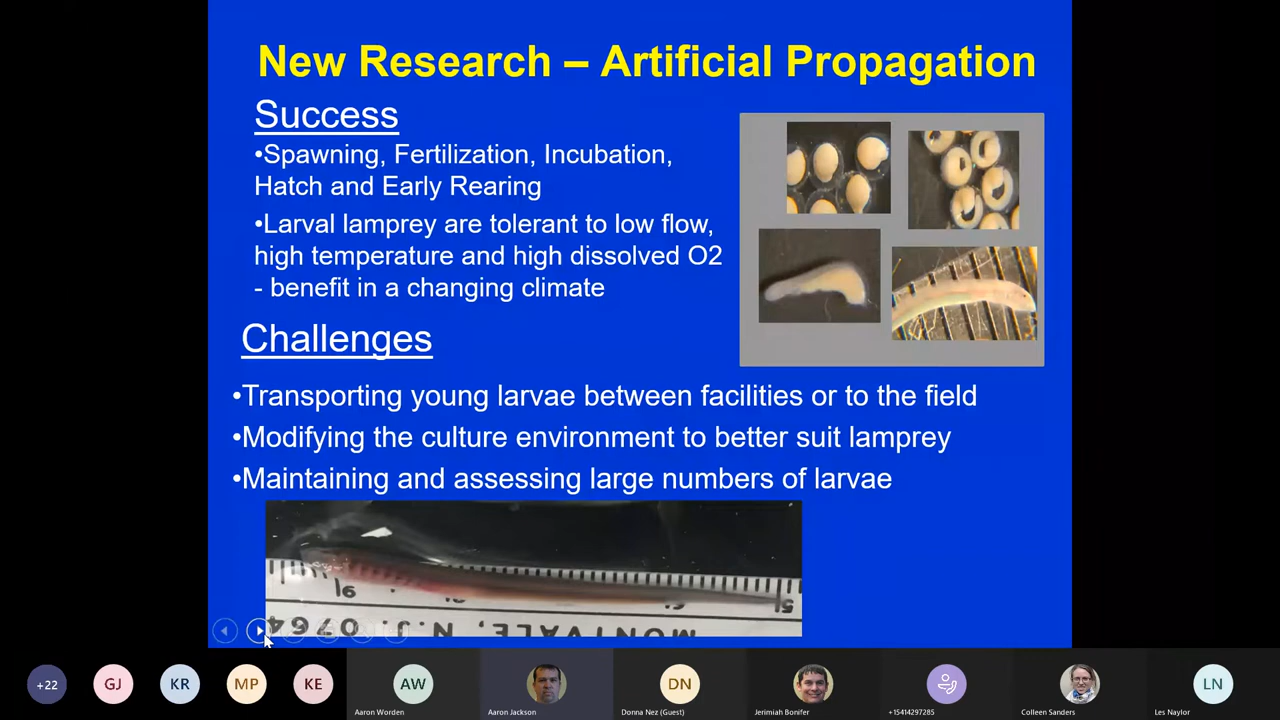 New Research – Artificial Propagation
Success
•Spawning, Fertilization, Incubation,
Hatch and Early Rearing
•Larval lamprey are tolerant to low flow,
high temperature and high dissolved O2
- benefit in a changing climate
Challenges
•Transporting young larvae between facilities or to the field
•Modifying the culture environment to better suit lamprey
•Maintaining and assessing large numbers of larvae
16
15
MONTVALE, N.J. 0764
+22
GJ
KR
MP
KE
AW
DN
LN
Aaron Worden
Aaron Jackson
Donna Nez (Guest)
Jerimiah Bonifer
+15414297285
Colleen Sanders
Les Naylor